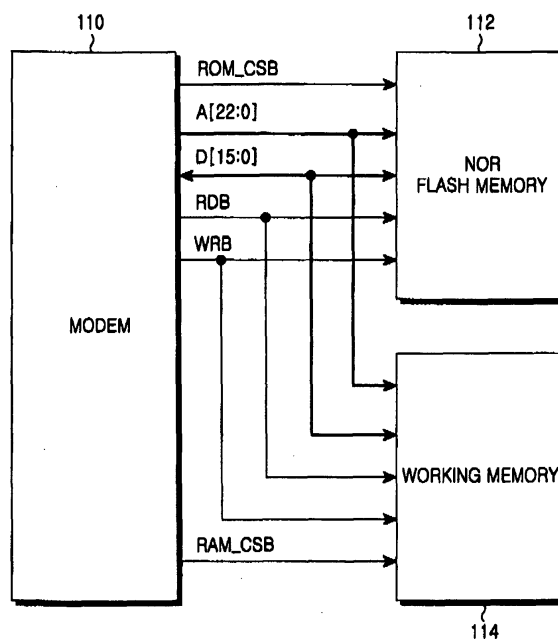 110
112
ROM_CSB
A[22:0]
D[15:0]
RDB
WRB
NOR
FLASH MEMORY
MODEM
WORKING MEMORY
RAM_CSB
114